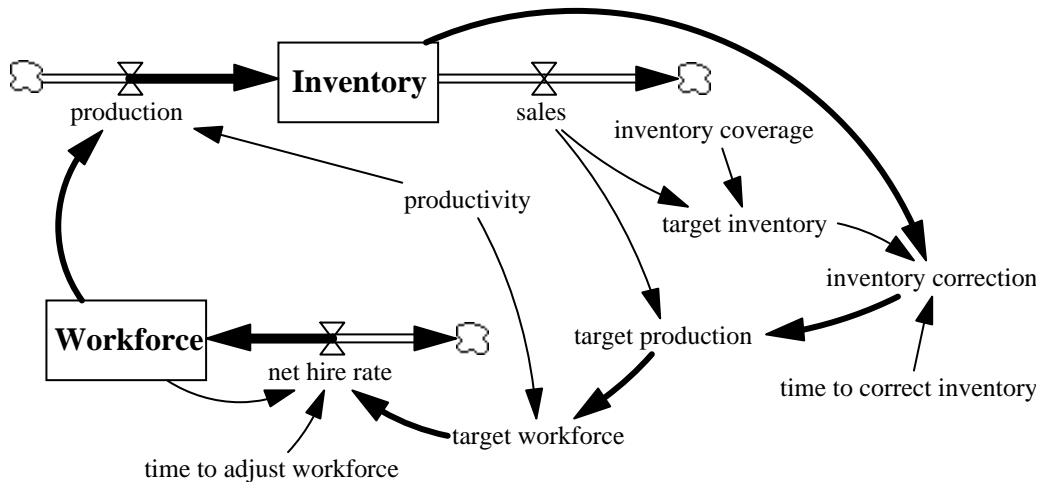 Inventory
production
sales
inventory coverage
productivity
target inventory
inventory correction
Workforce
target production
net hire rate
time to correct inventory
target workforce
time to adjust workforce